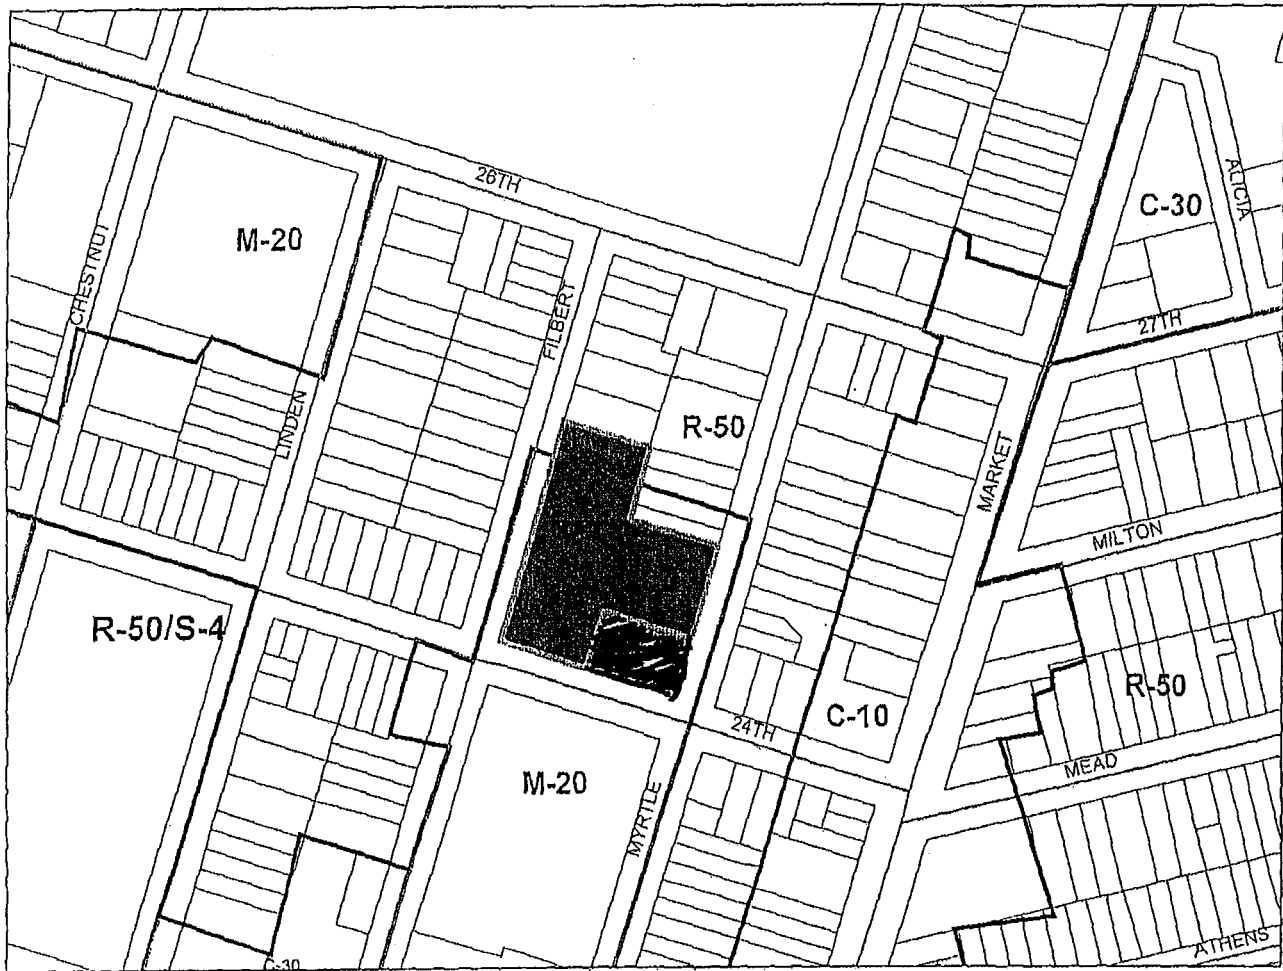 26TH
M-20
CHESTNUT
FILBERT
LINDEN
R-50
MARKET
C-30
ALICIA
27TH
MILTON
R-50/S-4
R-50
C-10
24TH
MEAD
M-20
MYRTLE
ATHENS
C-30